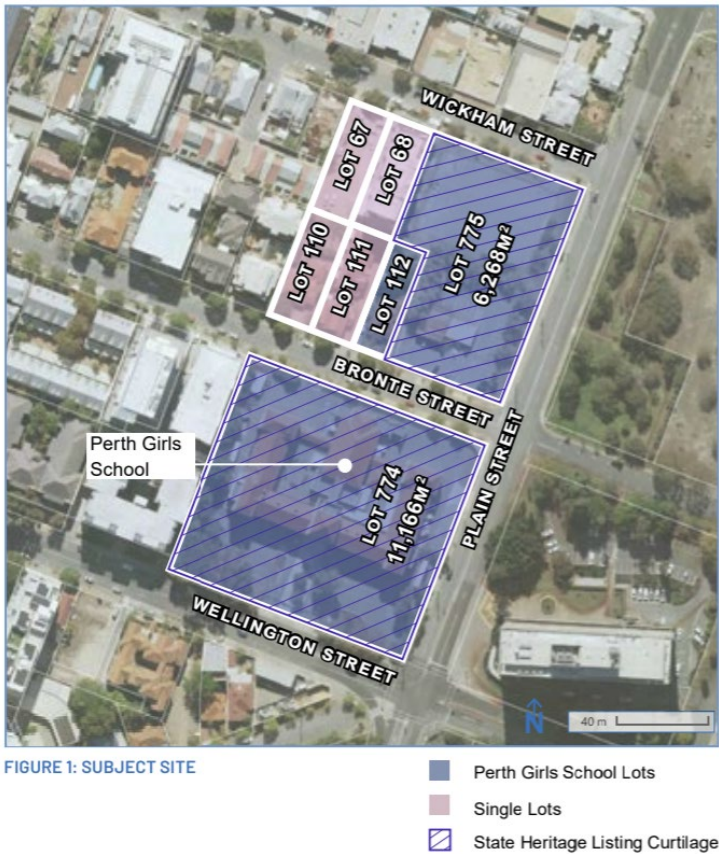 WICKHAM STREET
LOT 67
LOT 68
LOT 775
6,268M²
LOT 110
LOT 111
LOT 112
BRONTE STREET
Perth Girls
School
LOT 774
11,166M²
PLAIN STREET
WELLINGTON STREET
N
40 m
FIGURE 1: SUBJECT SITE
Perth Girls School Lots
Single Lots
State Heritage Listing Curtilage